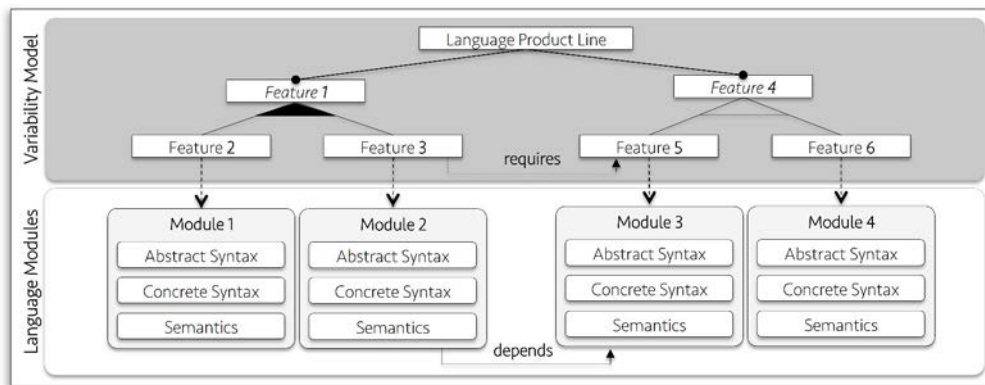 Variability Model
Language Product Line
Feature 1
Feature 4
Feature 2
Feature 3
requires
Feature 5
Feature 6
Language Modules
Module 1
Abstract Syntax
Concrete Syntax
Semantics
Module 2
Abstract Syntax
Concrete Syntax
Semantics
depends
Module 3
Abstract Syntax
Concrete Syntax
Semantics
Module 4
Abstract Syntax
Concrete Syntax
Semantics